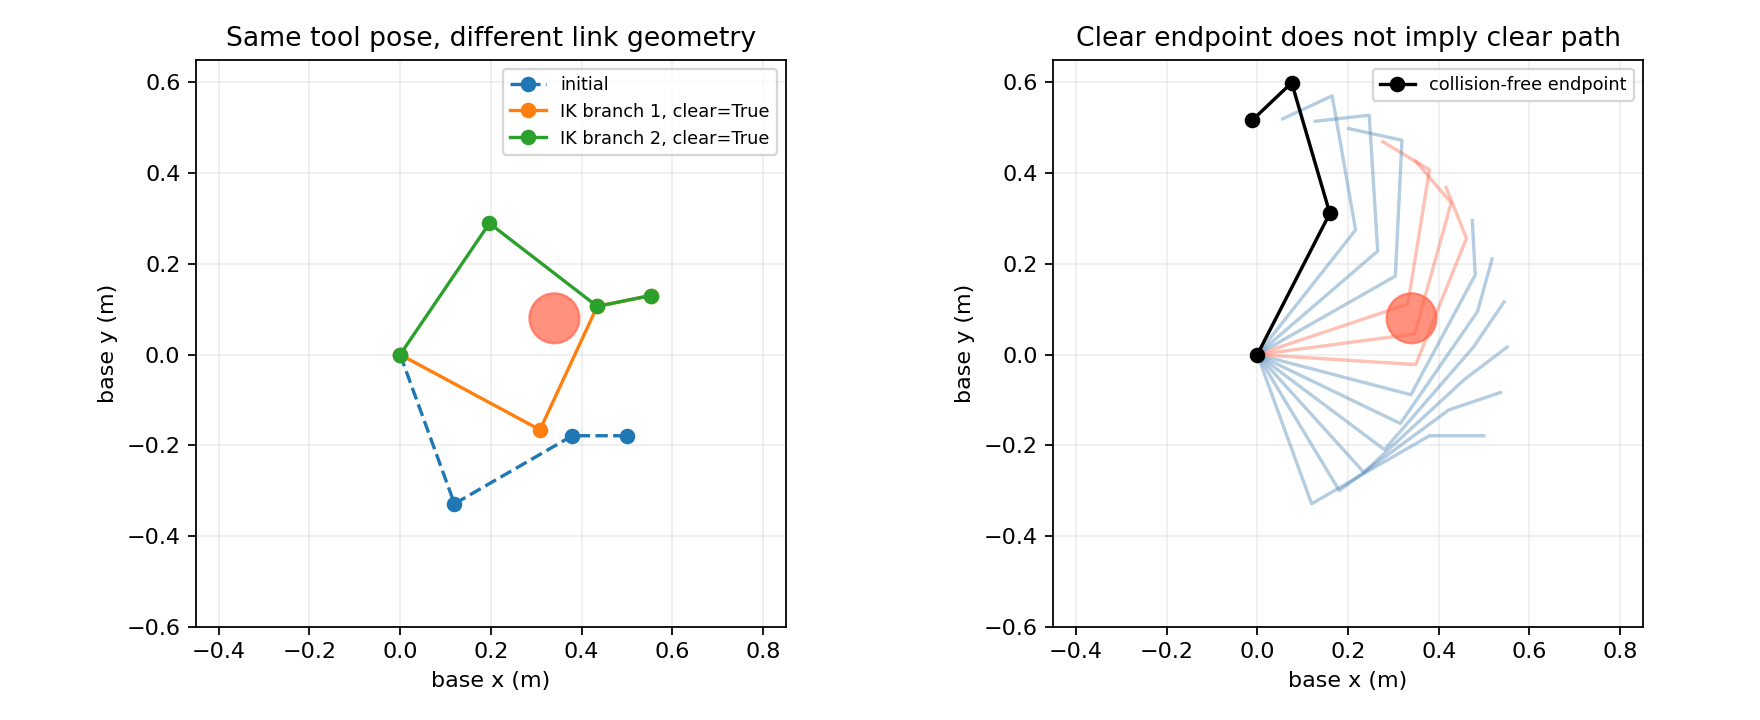 Same tool pose, different link geometry
initial
IK branch 1, clear=True
IK branch 2, clear=True
0.6
0.4
0.2
0.0
−0.2
−0.4
−0.6
base y (m)
−0.4
−0.2
0.0
0.2
0.4
0.6
0.8
base x (m)
Clear endpoint does not imply clear path
collision-free endpoint
0.6
0.4
0.2
0.0
−0.2
−0.4
−0.6
base y (m)
−0.4
−0.2
0.0
0.2
0.4
0.6
0.8
base x (m)